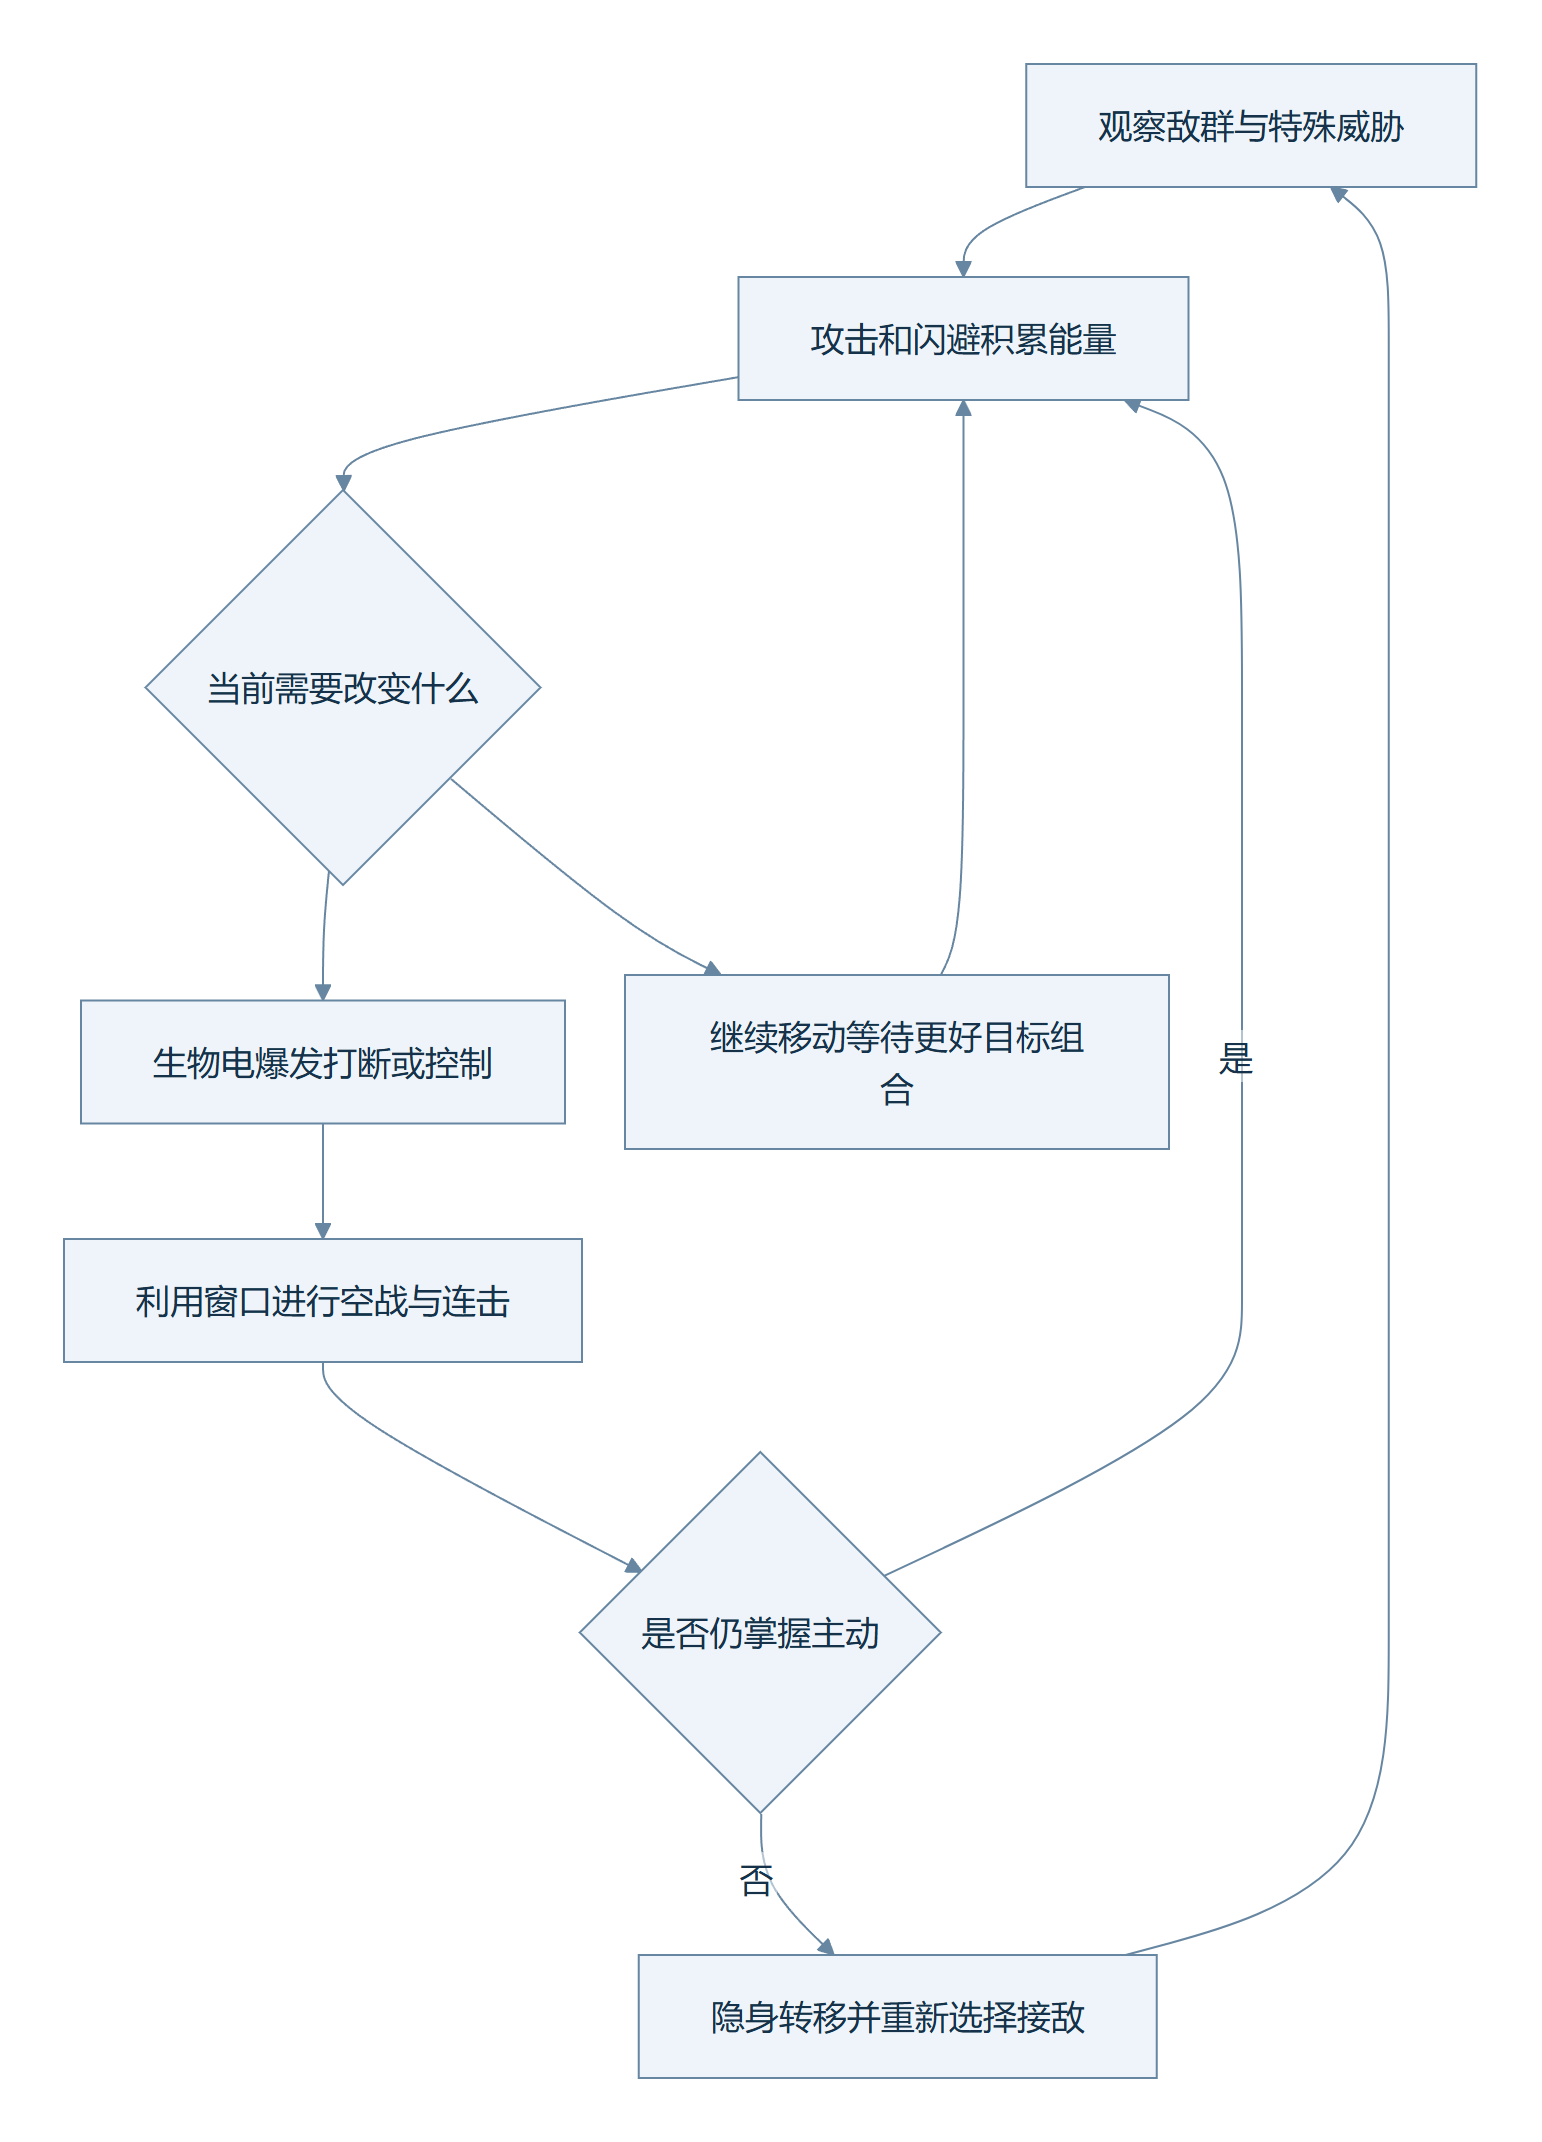 观察敌群与特殊威胁
攻击和闪避积累能量
当前需要改变什么
生物电爆发打断或控制
继续移动等待更好目标组
合
是
利用窗口进行空战与连击
是否仍掌握主动
否
隐身转移并重新选择接敌